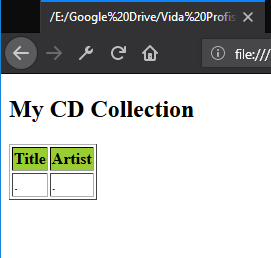 /E:/Google%20Drive/Vida%20Profis
file:///
My CD Collection
Title Artist
. .